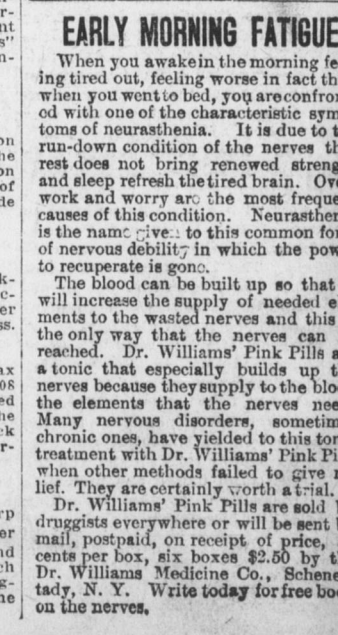 EARLY MORNING FATIGUE
When you awake in the morning fe
ing tired out, feeling worse in fact th
when you went to bed, you are confron
od with one of the characteristic sym
toms of neurasthenia. It is due to t
run-down condition of the nerves th
rest does not bring renewed streng
and sleep refresh the tired brain. Ov
work and worry are the most freque
causes of this condition. Neurasthen
is the name given to this common for
of nervous debility in which the pow
to recuperate is gone.
The blood can be built up so that
will increase the supply of needed e
ments to the wasted nerves and this
the only way that the nerves can
reached. Dr. Williams' Pink Pills a
a tonic that especially builds up t
nerves because they supply to the blo
the elements that the nerves nee
Many nervous disorders, sometim
chronic ones, have yielded to this ton
treatment with Dr. Williams' Pink Pi
when other methods failed to give r
lief. They are certainly worth a trial.
Dr. Williams' Pink Pills are sold
druggists everywhere or will be sent
mail, postpaid, on receipt of price,
cents per box, six boxes $2.50 by t
Dr. Williams Medicine Co., Schene
tady, N. Y. Write today for free boo
on the nerves.